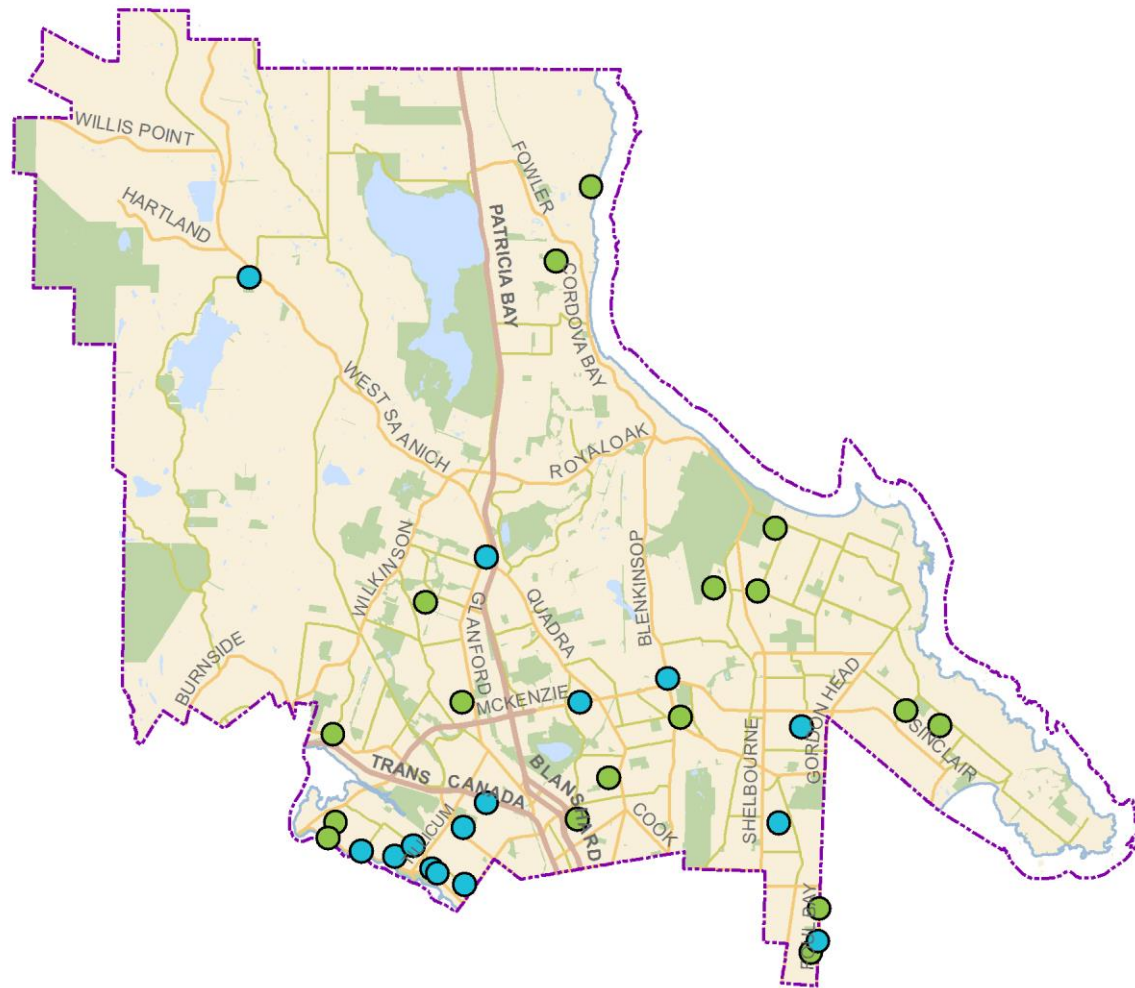 WILLIS POINT
HARTLAND
FOWLER
PATRICIA BAY
CORDOVA BAY
WEST SAANICH
ROYAL OAK
WILKINSON
GLANFORD
QUADRA
BLENKINSOP
BURNSIDE
MCKENZIE
SHELBOURNE
GORDON HEAD
SINCLAIR
TRANS CANADA
BLANSHARD
COOK